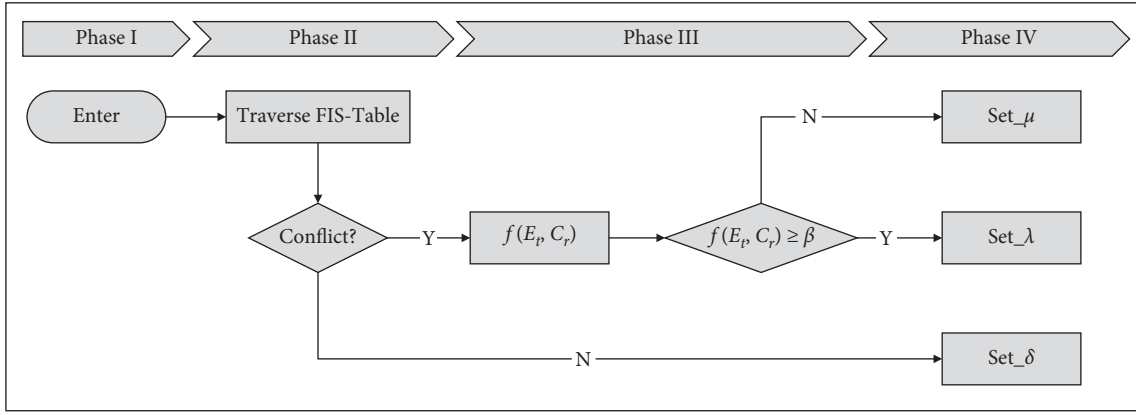 Phase I
Phase II
Phase III
Phase IV
Enter
Traverse FIS-Table
N
Set_μ
Conflict?
Y
f (E_t, C_r)
f (E_t, C_r) ≥ β
Y
Set_λ
N
Set_δ